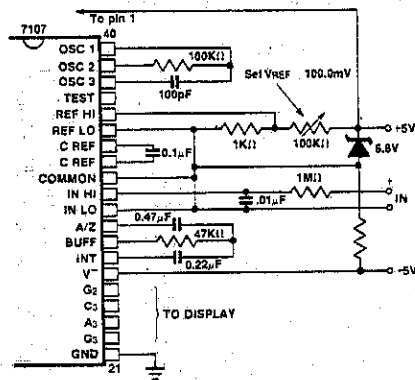 To pin 1
7107
40
OSC 1
100KΩ
OSC 2
OSC 3
100pF
TEST
Set VREF 100.0mV
REF HI
REF LO
1KΩ
100KΩ
+5V
6.8V
C REF
0.1µF
C REF
COMMON
1MΩ
IN HI
+
.01µF
IN
IN LO
-
0.47µF
A/Z
BUFF
47KΩ
INT
0.22µF
V-
-5V
G2
C3
TO DISPLAY
A3
G3
GND
21